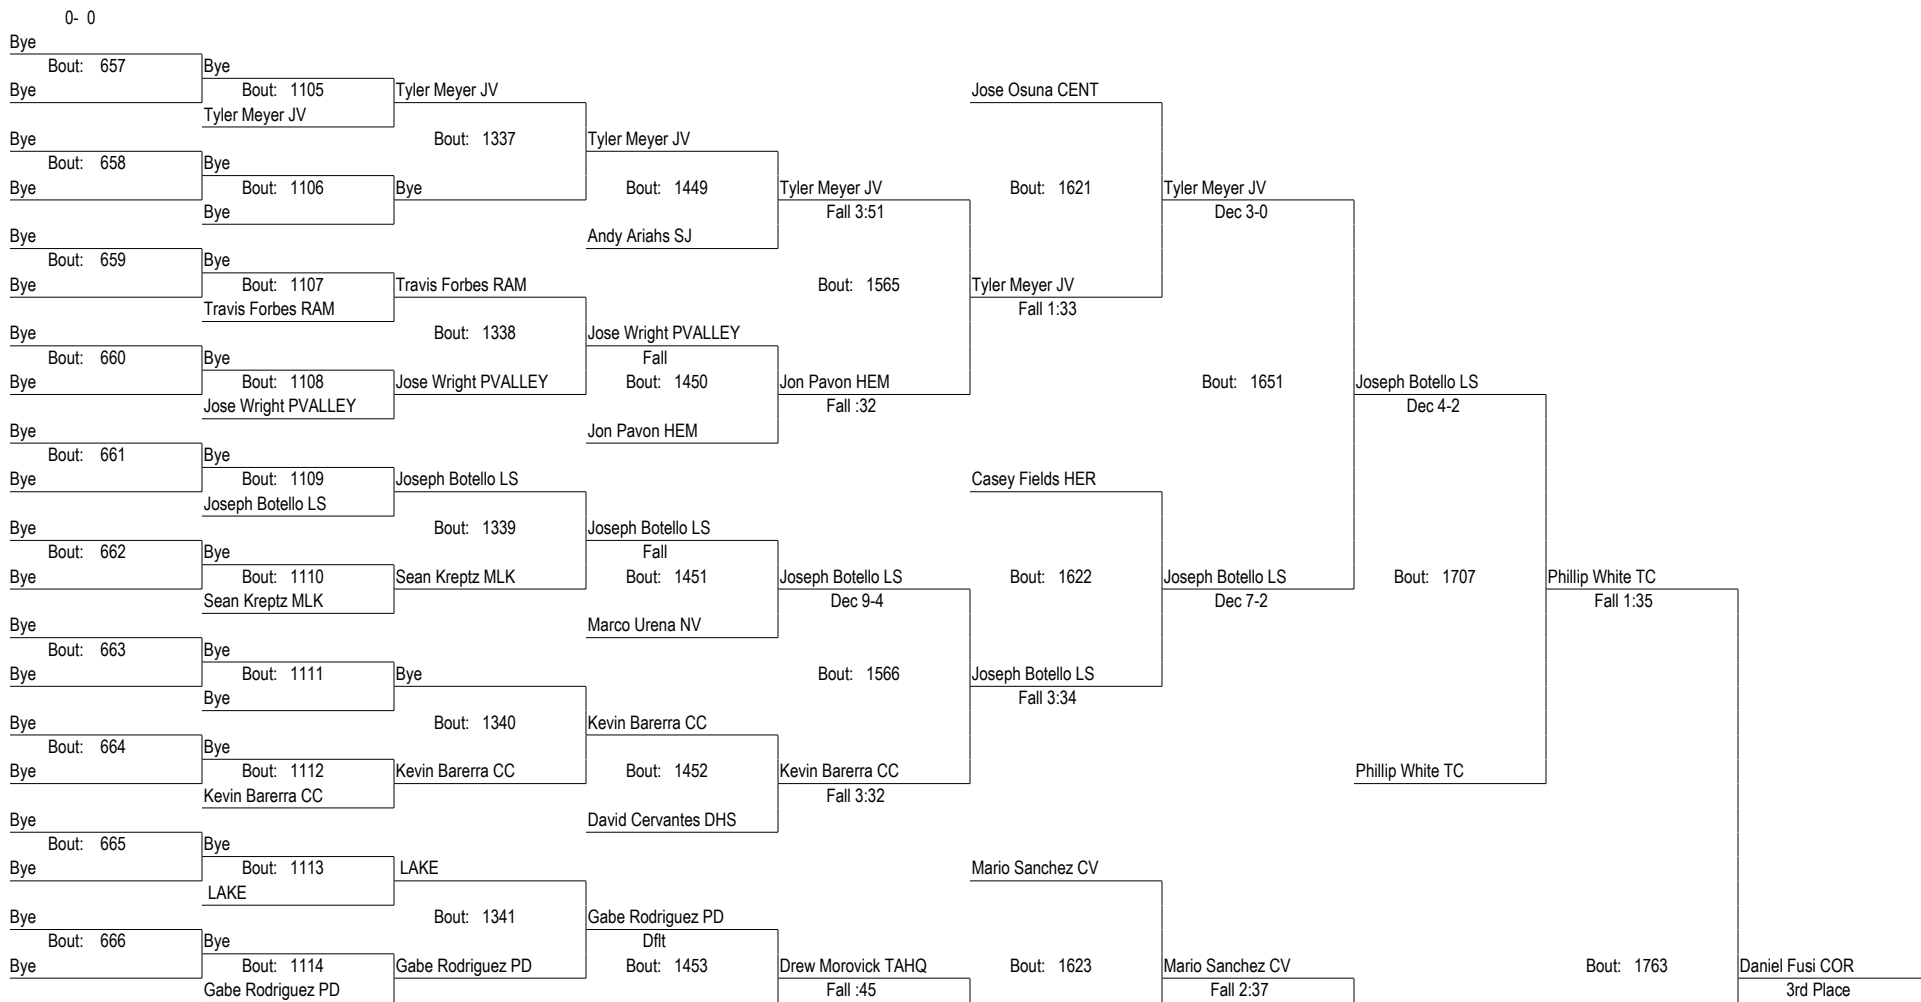 0- 0
Bye
Bout: 657 Bye
Bye Bout: 1105 Tyler Meyer JV Jose Osuna CENT
Tyler Meyer JV
Bye Bout: 1337 Tyler Meyer JV
Bout: 658 Bye
Bye Bout: 1106 Bye Bout: 1449 Tyler Meyer JV Bout: 1621 Tyler Meyer JV
Bye Fall 3:51 Dec 3-0
Bye Andy Ariahs SJ
Bout: 659 Bye
Bye Bout: 1107 Travis Forbes RAM Bout: 1565 Tyler Meyer JV
Travis Forbes RAM Fall 1:33
Bye Bout: 1338 Jose Wright PVALLEY
Bout: 660 Bye Fall
Bye Bout: 1108 Jose Wright PVALLEY Bout: 1450 Jon Pavon HEM Bout: 1651 Joseph Botello LS
Jose Wright PVALLEY Fall :32 Dec 4-2
Bye Jon Pavon HEM
Bout: 661 Bye
Bye Bout: 1109 Joseph Botello LS Casey Fields HER
Joseph Botello LS
Bye Bout: 1339 Joseph Botello LS
Bout: 662 Bye Fall
Bye Bout: 1110 Sean Kreptz MLK Bout: 1451 Joseph Botello LS Bout: 1622 Joseph Botello LS Bout: 1707 Phillip White TC
Sean Kreptz MLK Dec 9-4 Dec 7-2 Fall 1:35
Bye Marco Urena NV
Bout: 663 Bye
Bye Bout: 1111 Bye Bout: 1566 Joseph Botello LS
Bye Fall 3:34
Bye Bout: 1340 Kevin Barerra CC
Bout: 664 Bye
Bye Bout: 1112 Kevin Barerra CC Bout: 1452 Kevin Barerra CC Phillip White TC
Kevin Barerra CC Fall 3:32
Bye David Cervantes DHS
Bout: 665 Bye
Bye Bout: 1113 LAKE Mario Sanchez CV
LAKE
Bye Bout: 1341 Gabe Rodriguez PD
Bout: 666 Bye Dflt
Bye Bout: 1114 Gabe Rodriguez PD Bout: 1453 Drew Morovick TAHQ Bout: 1623 Mario Sanchez CV Bout: 1763 Daniel Fusi COR
Gabe Rodriguez PD Fall :45 Fall 2:37 3rd Place